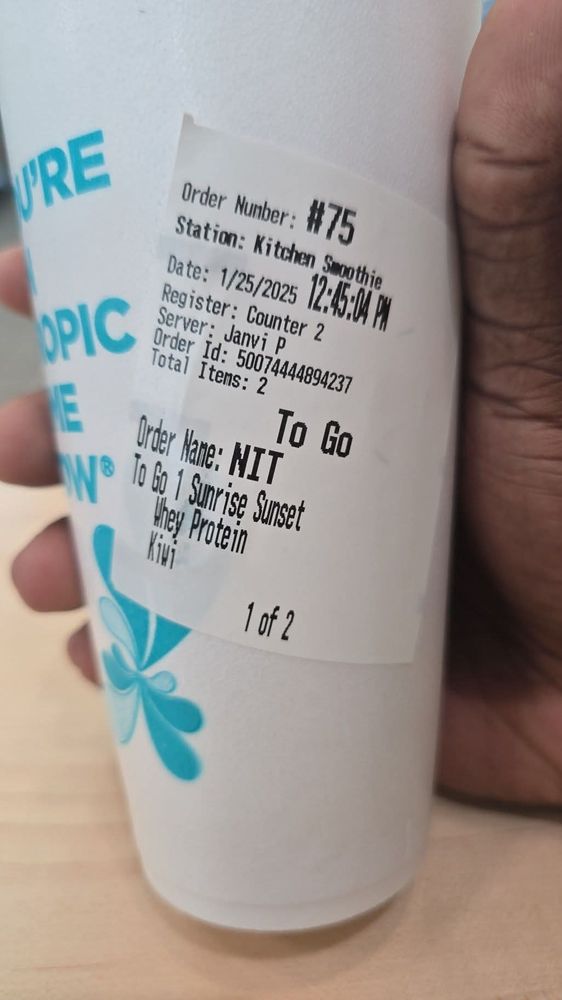 U'RE
OPIC
ME
OW®
Order Number: #75
Station: Kitchen Smoothie
Date: 1/25/2025 12:45:04 PM
Register: Counter 2
Server: Janvi P
Order Id: 50074444894237
Total Items: 2
To Go
Order Name: NIT
To Go 1 Sunrise Sunset
Whey Protein
Kiwi
1 of 2